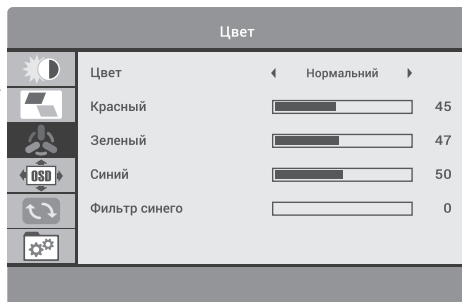 Цвет
Цвет Нормальний
Красный 45
Зеленый 47
OSD
Синий 50
Фильтр синего 0